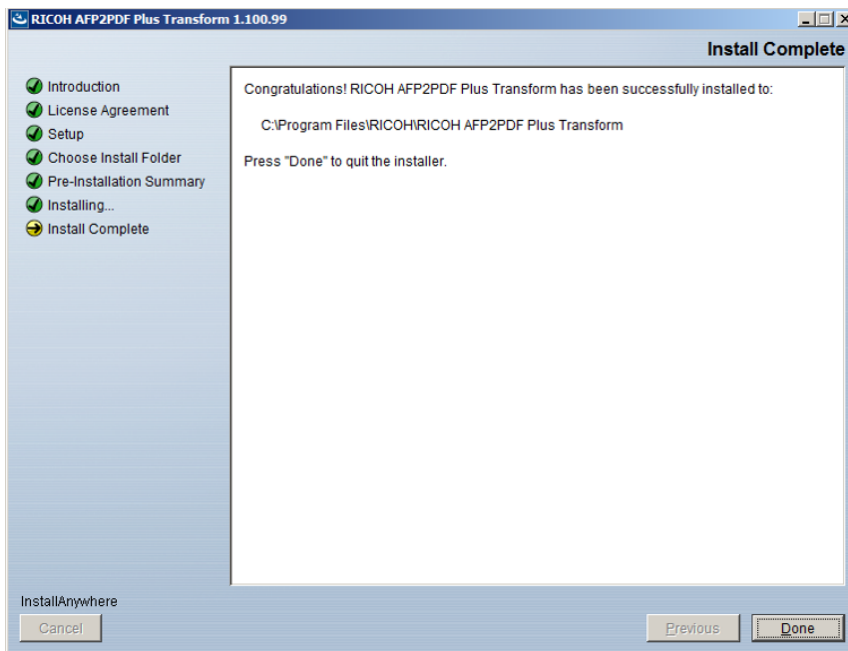 RICOH AFP2PDF Plus Transform 1.100.99
Install Complete
Introduction
License Agreement
Setup
Choose Install Folder
Pre-Installation Summary
Installing...
Install Complete
Congratulations! RICOH AFP2PDF Plus Transform has been successfully installed to:
C:\Program Files\RICOH\RICOH AFP2PDF Plus Transform
Press "Done" to quit the installer.
InstallAnywhere
Cancel
Previous
Done